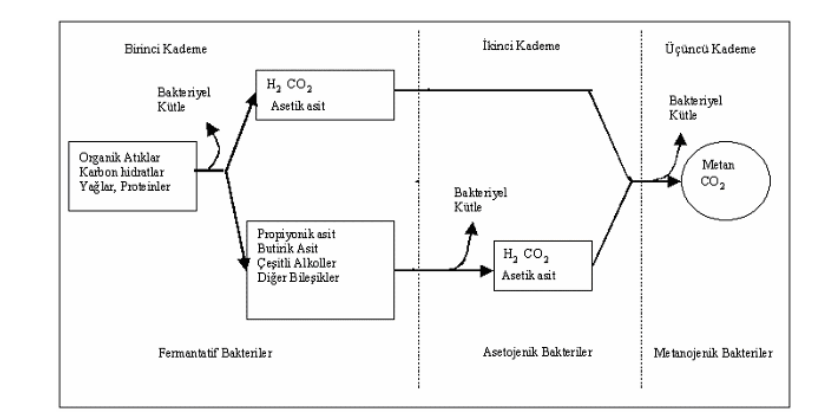 Birinci Kademe
İkinci Kademe
Üçüncü Kademe
Bakteriyel
Kütle
H₂ CO₂
Asetik asit
Bakteriyel
Kütle
Organik Atıklar
Karbon hidratlar
Yağlar, Proteinler
Metan
CO₂
Bakteriyel
Kütle
Propiyonik asit
Butirik Asit
Çeşitli Alkoller
Diğer Bileşikler
H₂ CO₂
Asetik asit
Fermantatif Bakteriler
Asetojenik Bakteriler
Metanojenik Bakteriler